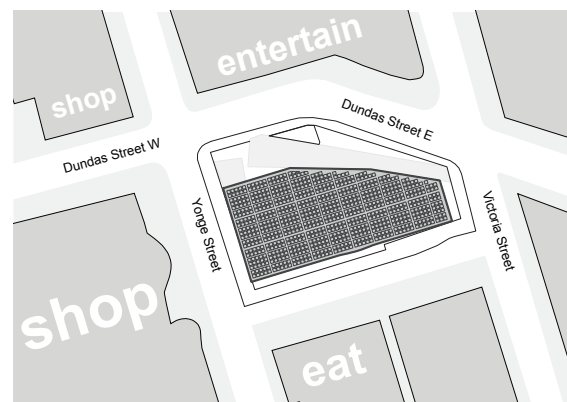 entertain
shop
Dundas Street E
Dundas Street W
Yonge Street
Victoria Street
shop
eat